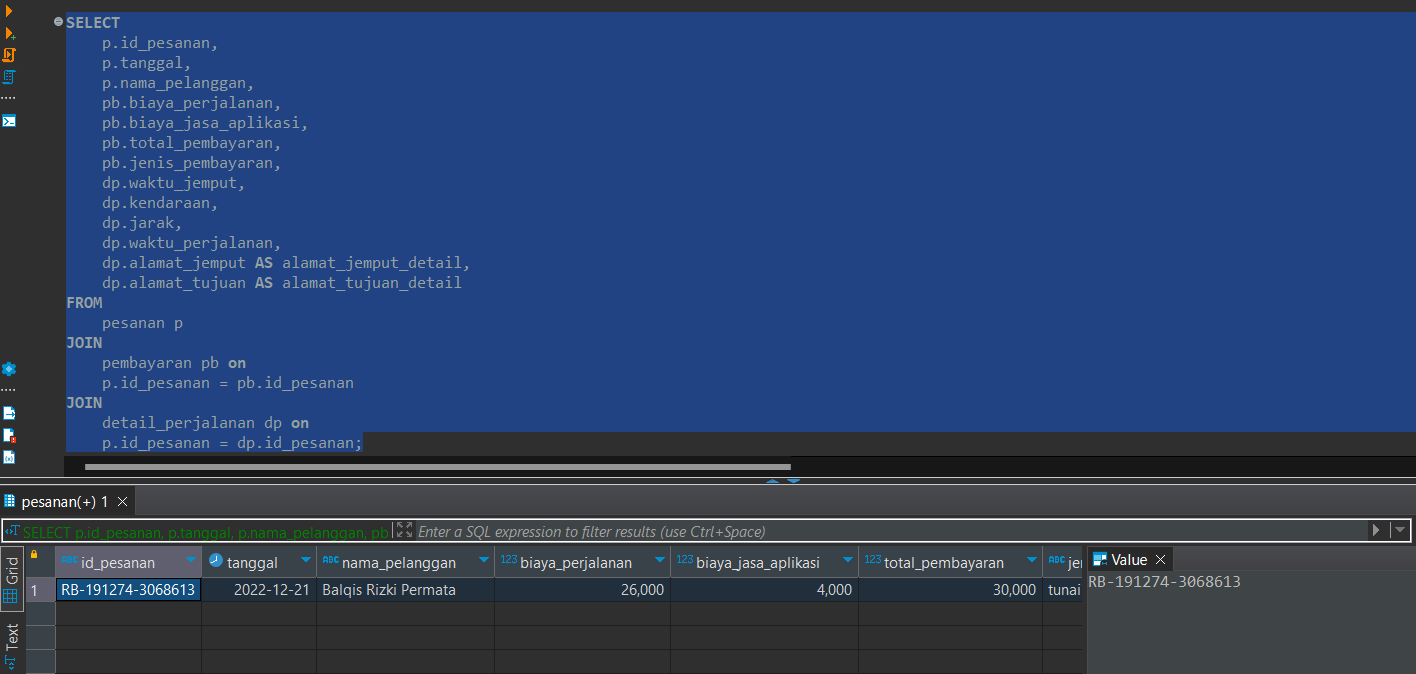 SELECT
p.id_pesanan,
p.tanggal,
p.nama_pelanggan,
pb.biaya_perjalanan,
pb.biaya_jasa_aplikasi,
pb.total_pembayaran,
pb.jenis_pembayaran,
dp.waktu_jemput,
dp.kendaraan,
dp.jarak,
dp.waktu_perjalanan,
dp.alamat_jemput AS alamat_jemput_detail,
dp.alamat_tujuan AS alamat_tujuan_detail
FROM
pesanan p
JOIN
pembayaran pb on
p.id_pesanan = pb.id_pesanan
JOIN
detail_perjalanan dp on
p.id_pesanan = dp.id_pesanan;
pesanan(+) 1
SELECT p.id_pesanan, p.tanggal, p.nama_pelanggan, pb Enter a SQL expression to filter results (use Ctrl+Space)
Grid
Text
ABC id_pesanan tanggal ABC nama_pelanggan 123 biaya_perjalanan 123 biaya_jasa_aplikasi 123 total_pembayaran ABC jen
1 RB-191274-3068613 2022-12-21 Balqis Rizki Permata 26,000 4,000 30,000 tunai
Value
RB-191274-3068613